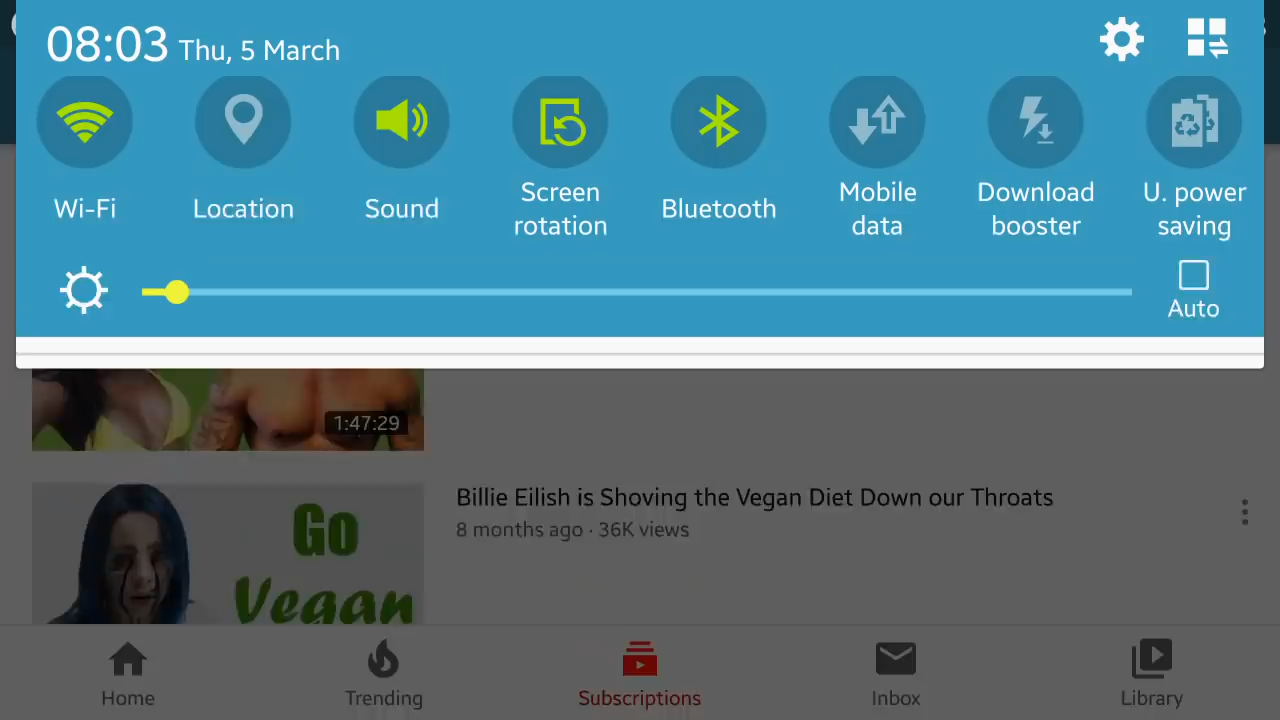 08:03 Thu, 5 March
Wi-Fi
Location
Sound
Screen
rotation
Bluetooth
Mobile
data
Download
booster
U. power
saving
Auto
1:47:29
Billie Eilish is Shoving the Vegan Diet Down our Throats
8 months ago · 36K views
Go
Vegan
Home
Trending
Subscriptions
Inbox
Library